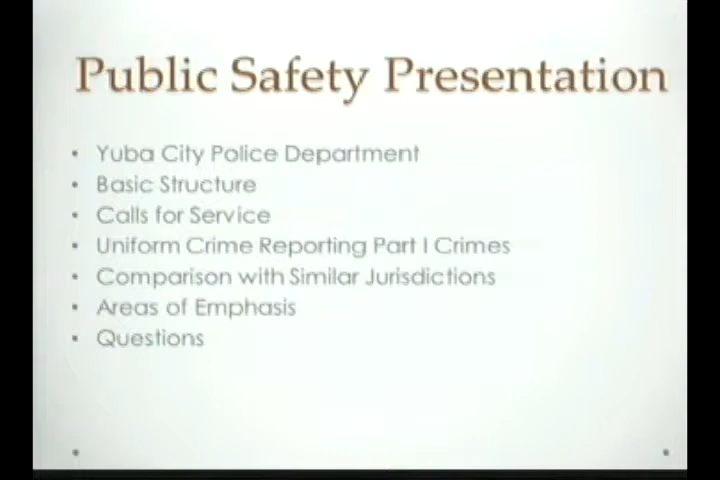 Public Safety Presentation
• Yuba City Police Department
• Basic Structure
• Calls for Service
• Uniform Crime Reporting Part I Crimes
• Comparison with Similar Jurisdictions
• Areas of Emphasis
• Questions